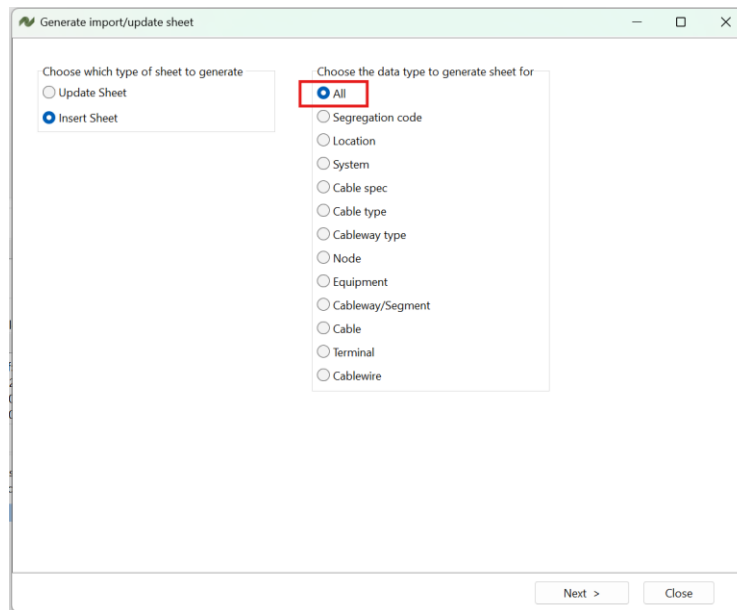 Generate import/update sheet
Choose which type of sheet to generate
Update Sheet
Insert Sheet
Choose the data type to generate sheet for
All
Segregation code
Location
System
Cable spec
Cable type
Cableway type
Node
Equipment
Cableway/Segment
Cable
Terminal
Cablewire
Next >
Close